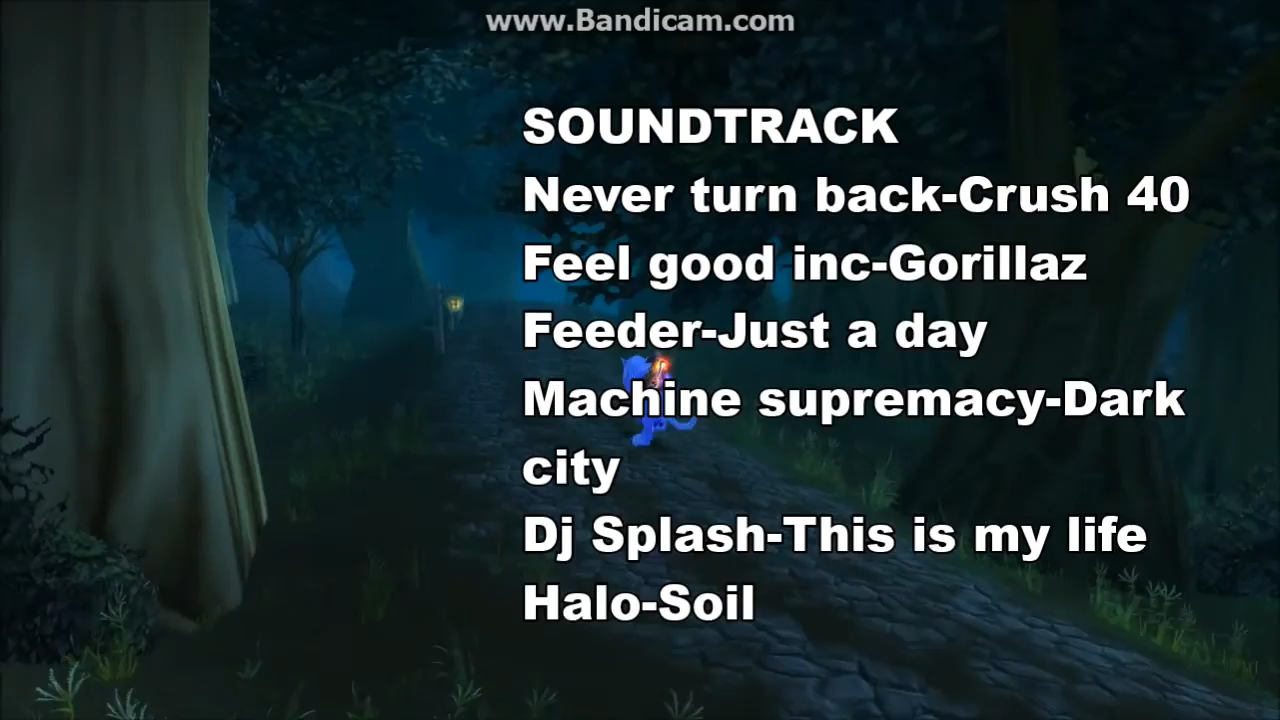 www.Bandicam.com
SOUNDTRACK
Never turn back-Crush 40
Feel good inc-Gorillaz
Feeder-Just a day
Machine supremacy-Dark
city
Dj Splash-This is my life
Halo-Soil